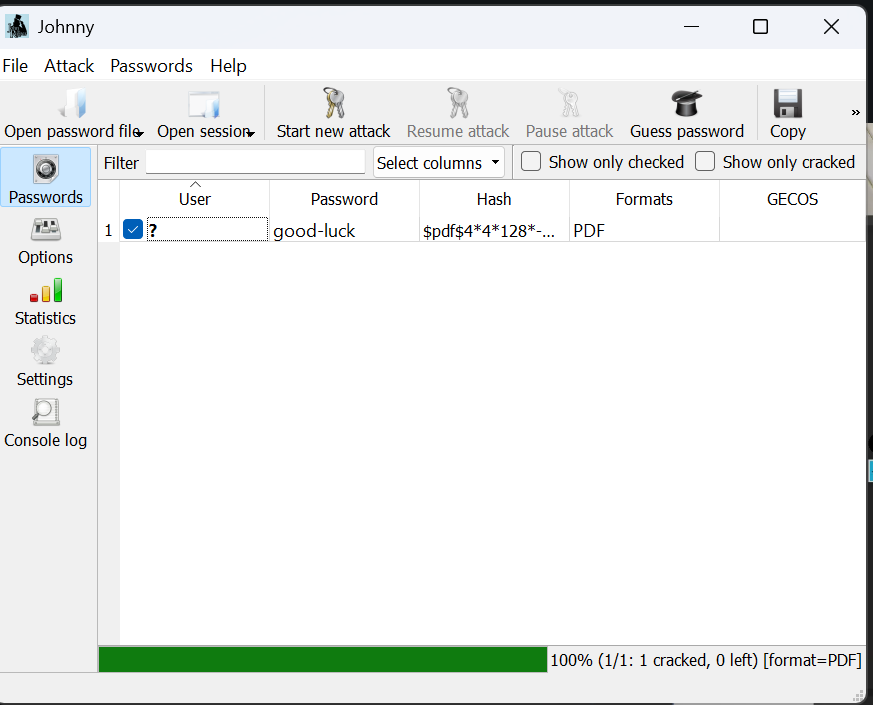 Johnny
File Attack Passwords Help
Open password file Open session Start new attack Resume attack Pause attack Guess password Copy »
Passwords
Filter Select columns Show only checked Show only cracked
User Password Hash Formats GECOS
1 ? good-luck $pdf$4*4*128*-... PDF
Options
Statistics
Settings
Console log
100% (1/1: 1 cracked, 0 left) [format=PDF]